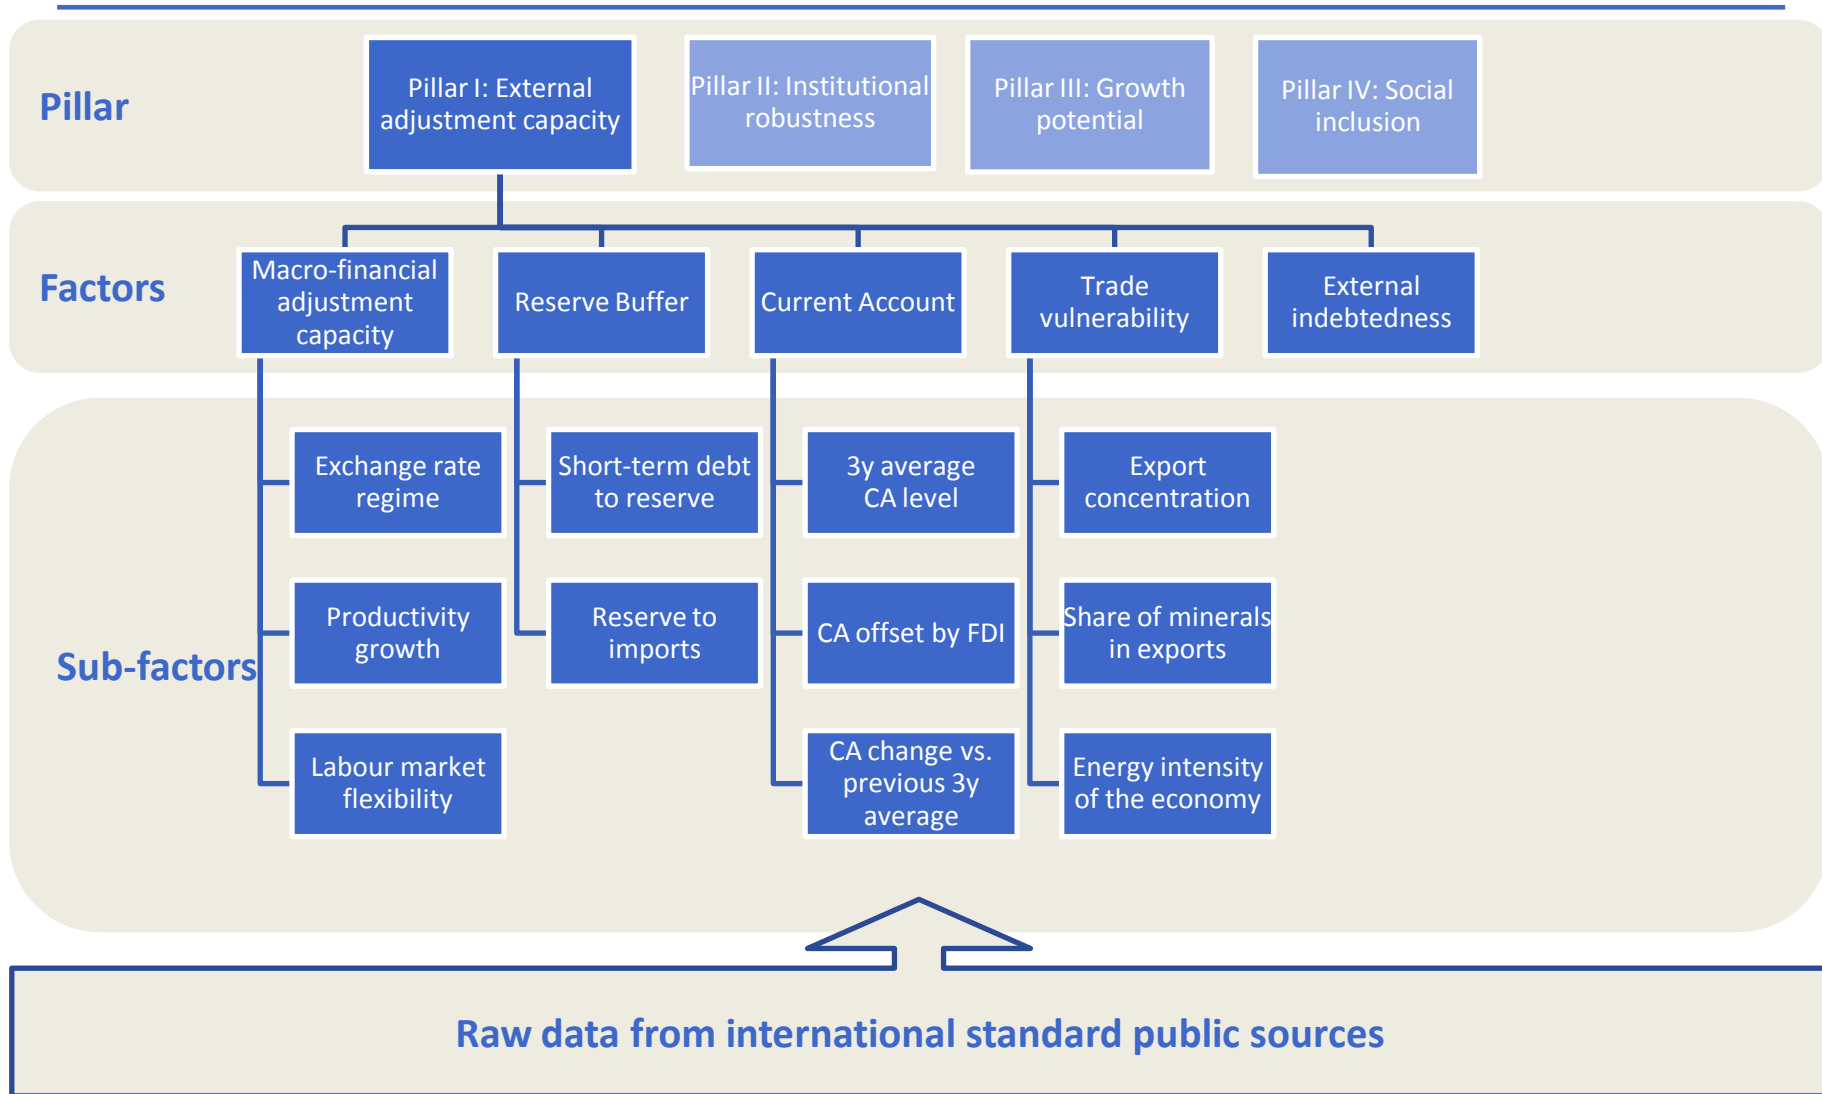 Pillar
Pillar I: External
adjustment capacity
Pillar II: Institutional
robustness
Pillar III: Growth
potential
Pillar IV: Social
inclusion
Factors
Macro-financial
adjustment
capacity
Reserve Buffer
Current Account
Trade
vulnerability
External
indebtedness
Sub-factors
Exchange rate
regime
Short-term debt
to reserve
3y average
CA level
Export
concentration
Productivity
growth
Reserve to
imports
CA offset by FDI
Share of minerals
in exports
Labour market
flexibility
CA change vs.
previous 3y
average
Energy intensity
of the economy
Raw data from international standard public sources